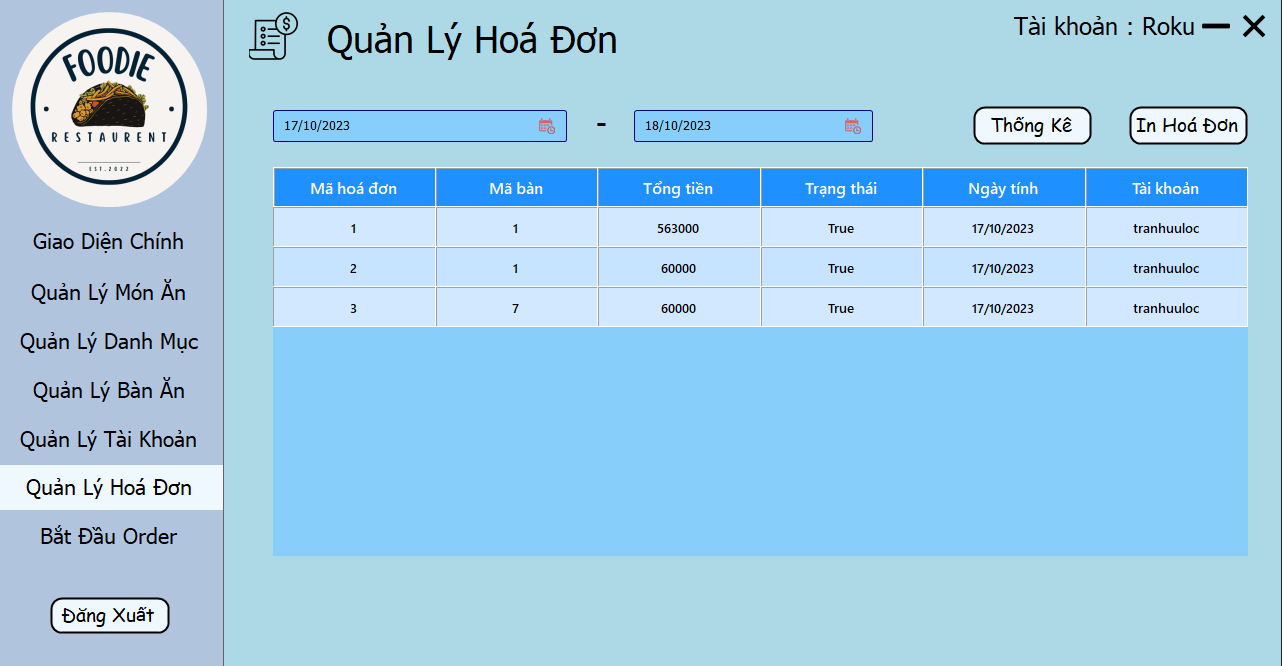 FOODIE
RESTAURENT
EST.2022
Giao Diện Chính
Quản Lý Món Ăn
Quản Lý Danh Mục
Quản Lý Bàn Ăn
Quản Lý Tài Khoản
Quản Lý Hoá Đơn
Bắt Đầu Order
Đăng Xuất
$
Quản Lý Hoá Đơn
Tài khoản : Roku
17/10/2023 - 18/10/2023
Thống Kê
In Hoá Đơn
Mã hoá đơn Mã bàn Tổng tiền Trạng thái Ngày tính Tài khoản
1 1 563000 True 17/10/2023 tranhuuloc
2 1 60000 True 17/10/2023 tranhuuloc
3 7 60000 True 17/10/2023 tranhuuloc